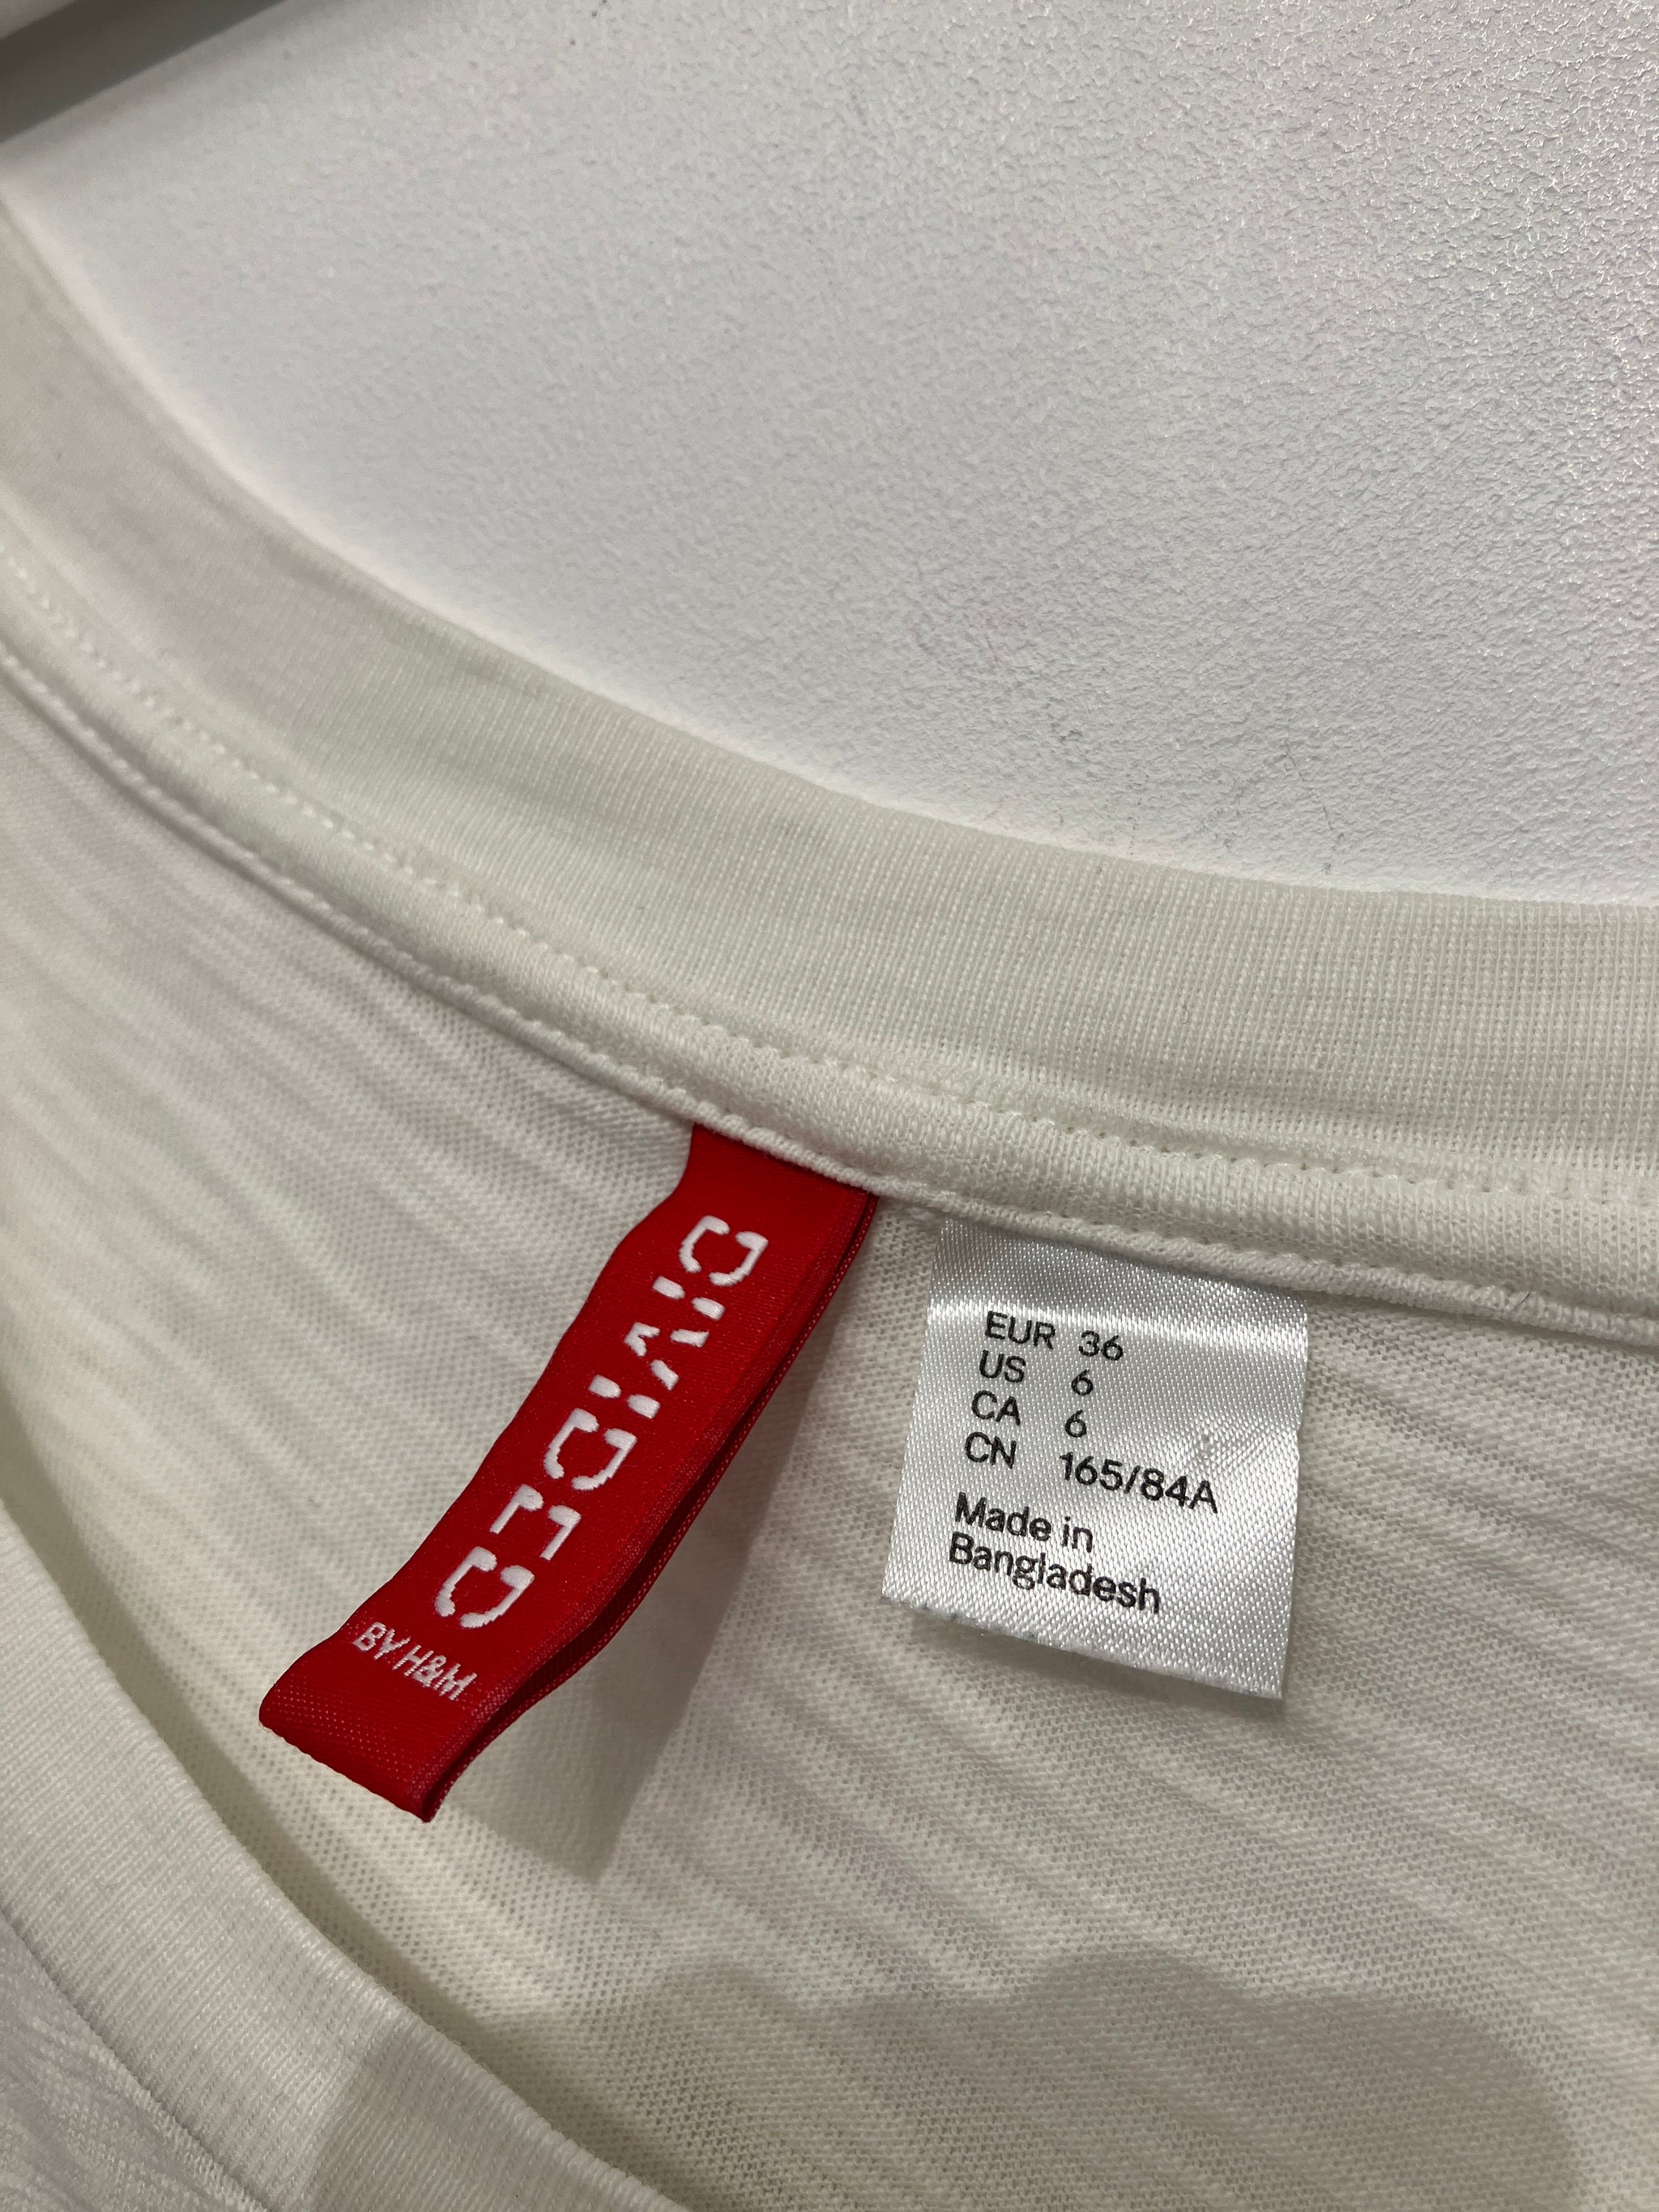 DIVIDED
BY H&M
EUR 36
US 6
CA 6
CN 165/84A
Made in
Bangladesh